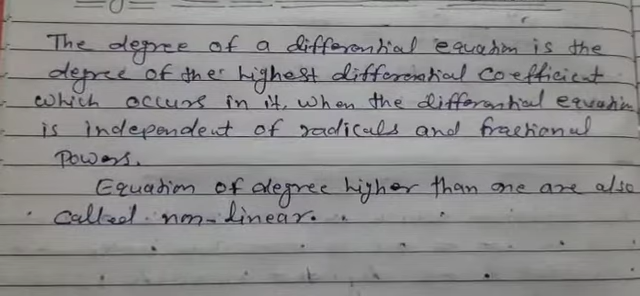 The degree of a differential equation is the
degree of the highest differential coefficient
which occurs in it, when the differential equation
is independent of radicals and fractional
powers.
Equation of degree higher than one are also
called non-linear.